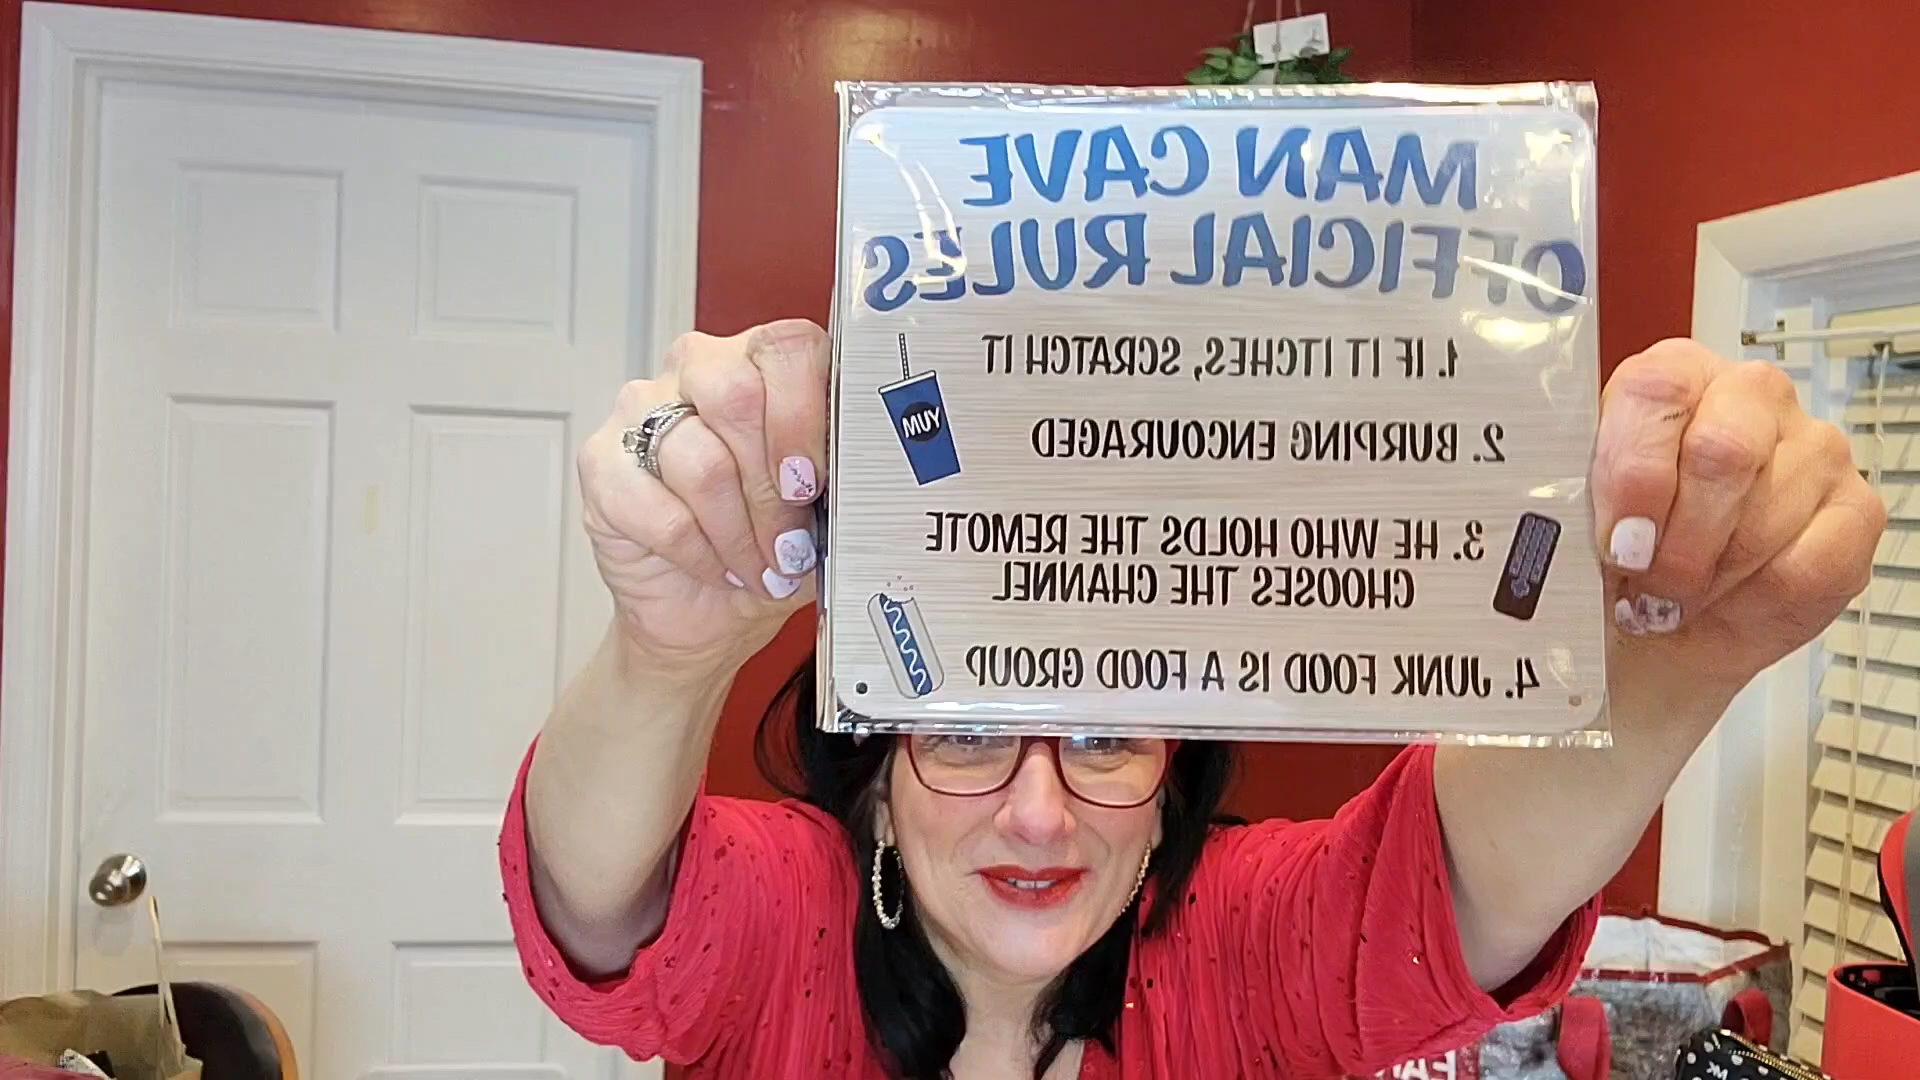 MAN CAVE
OFFICIAL RULES
1. IF IT ITCHES, SCRATCH IT
2. BURPING ENCOURAGED
3. HE WHO HOLDS THE REMOTE
CHOOSES THE CHANNEL
4. JUNK FOOD IS A FOOD GROUP
YUM
MK